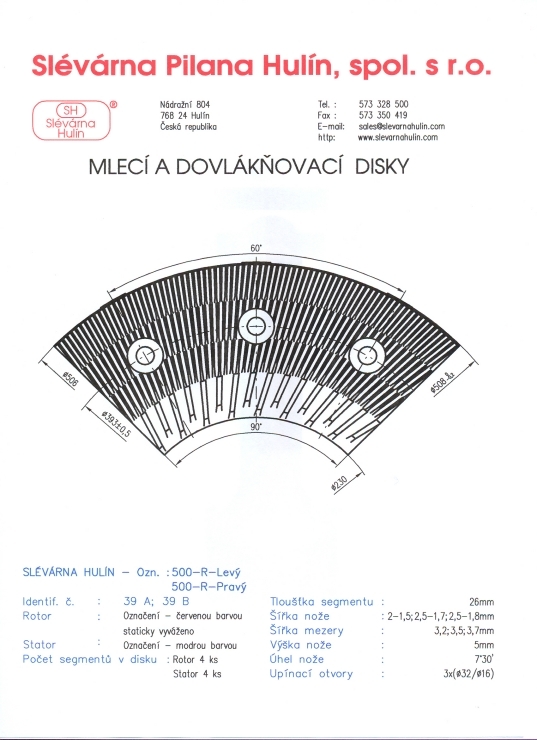 Slévárna Pilana Hulín, spol. s r.o.
SH
Slévárna
Hulín
®
Nádražní 804
768 24 Hulín
Česká republika
Tel. : 573 328 500
Fax : 573 350 419
E-mail: sales@slevarnahulin.com
http: www.slevarnahulin.com
MLECÍ A DOVLÁKŇOVACÍ DISKY
60°
ø506
ø393±0.5
90°
ø508
ø230
SLÉVÁRNA HULÍN – Ozn. : 500-R-Levý
500-R-Pravý
Identif. č. : 39 A; 39 B
Rotor : Označení – červenou barvou
staticky vyváženo
Stator : Označení – modrou barvou
Počet segmentů v disku : Rotor 4 ks
Stator 4 ks
Tloušťka segmentu : 26mm
Šířka nože : 2-1,5;2,5-1,7;2,5-1,8mm
Šířka mezery : 3,2;3,5;3,7mm
Výška nože : 5mm
Úhel nože : 7°30'
Upínací otvory : 3x(ø32/ø16)